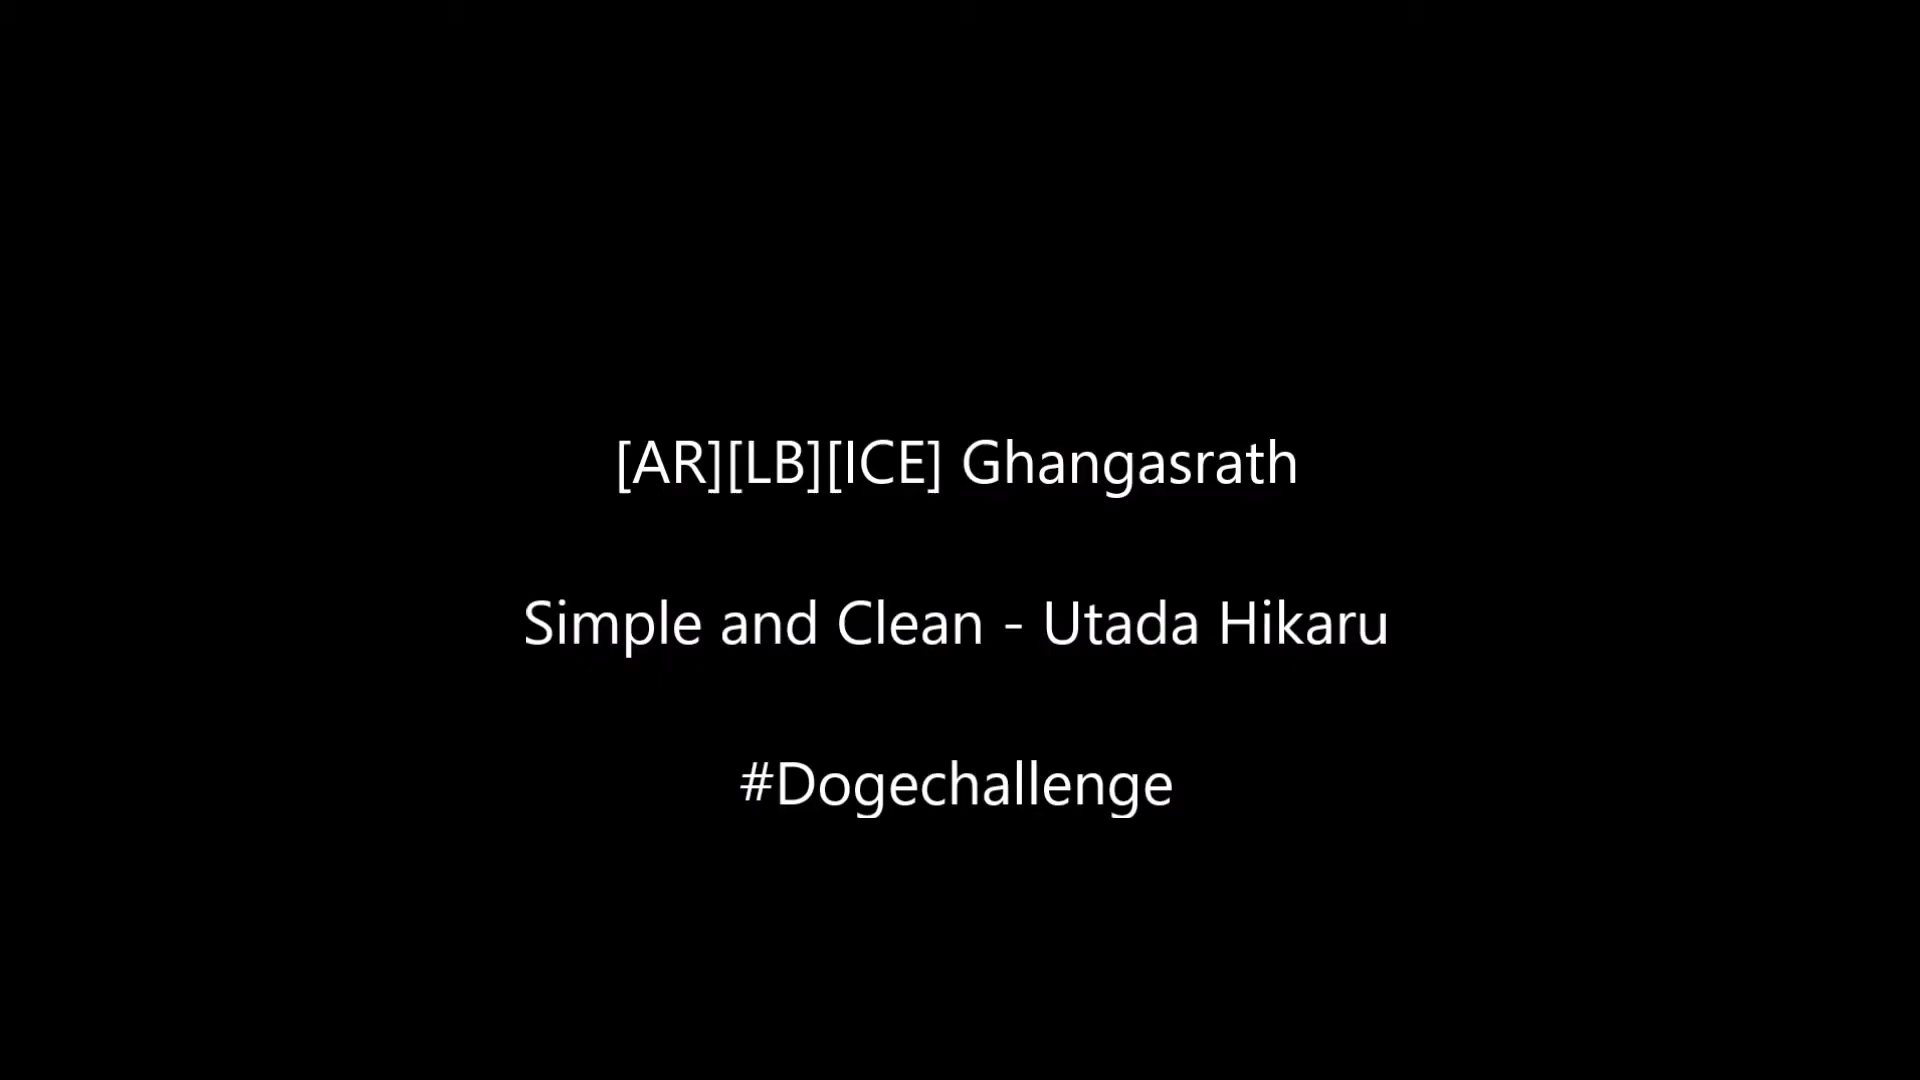 [AR][LB][ICE] Ghangasrath
Simple and Clean - Utada Hikaru
#Dogechallenge